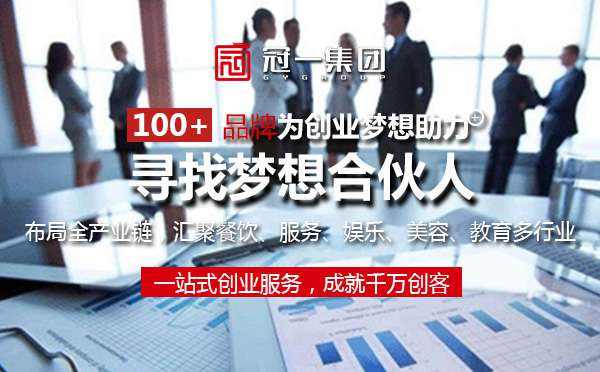 冠 冠一集团
GYGROUP
100+ 品牌为创业梦想助力+
寻找梦想合伙人
布局全产业链，汇聚餐饮、服务、娱乐、美容、教育多行业
一站式创业服务，成就千万创客